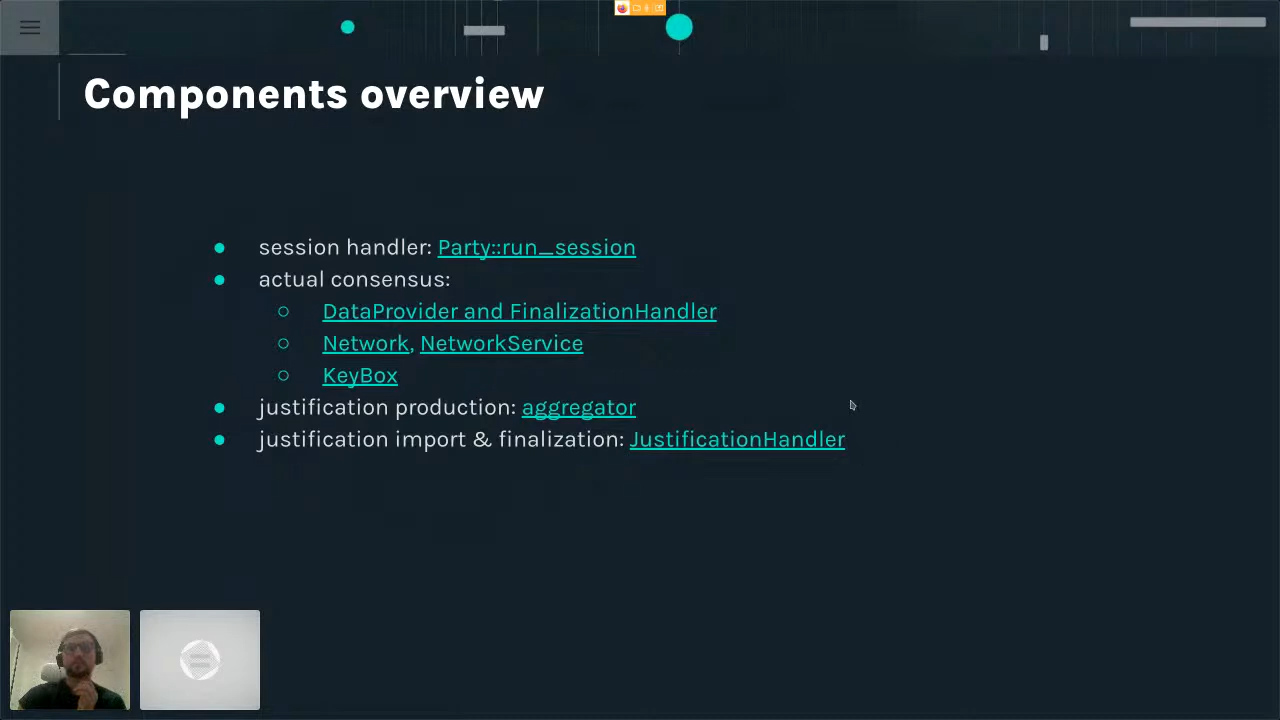 Components overview
session handler: Party::run_session
actual consensus:
DataProvider and FinalizationHandler
Network, NetworkService
KeyBox
justification production: aggregator
justification import & finalization: JustificationHandler